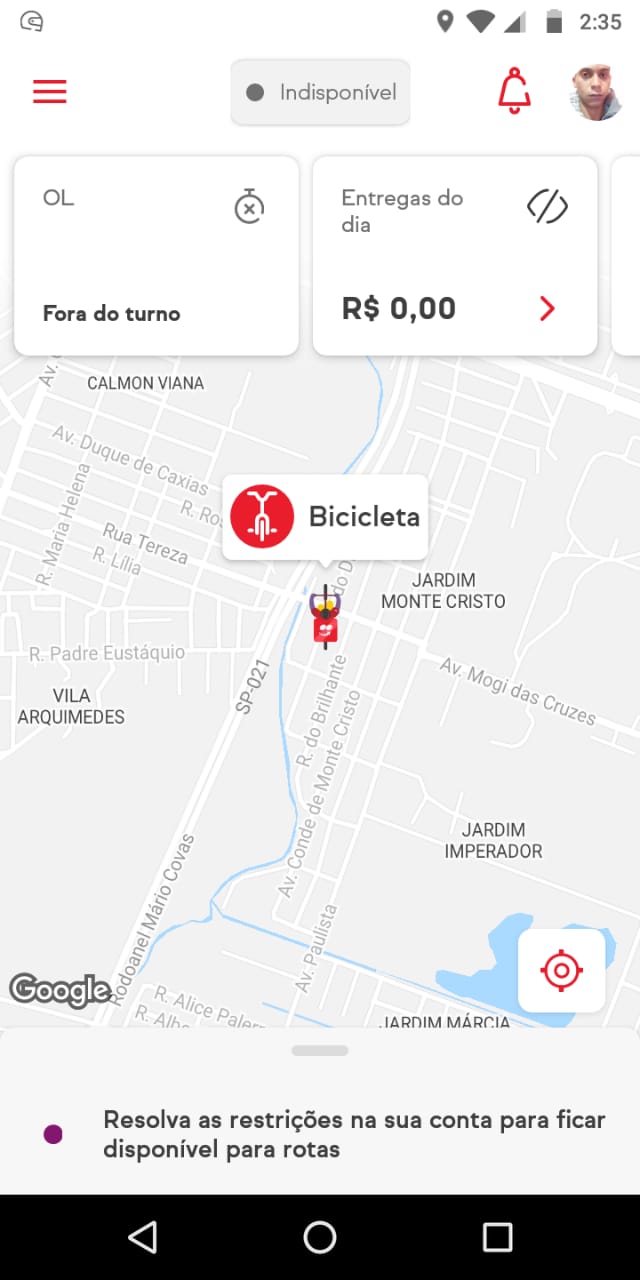 2:35
Indisponível
OL
Fora do turno
Entregas do
dia
R$ 0,00
CALMON VIANA
Av. Duque de Caxias
R. Maria Helena
R. Ros
Rua Tereza
R. Lília
Bicicleta
JARDIM
MONTE CRISTO
R. Padre Eustáquio
SP-021
VILA
ARQUIMEDES
Av. Mogi das Cruzes
R. do Brilhante
Av. Conde de Monte Cristo
JARDIM
IMPERADOR
Rodoanel Mário Covas
Av. Paulista
Google
R. Alice Paler
R. Alb
JARDIM MÁRCIA
Resolva as restrições na sua conta para ficar
disponível para rotas